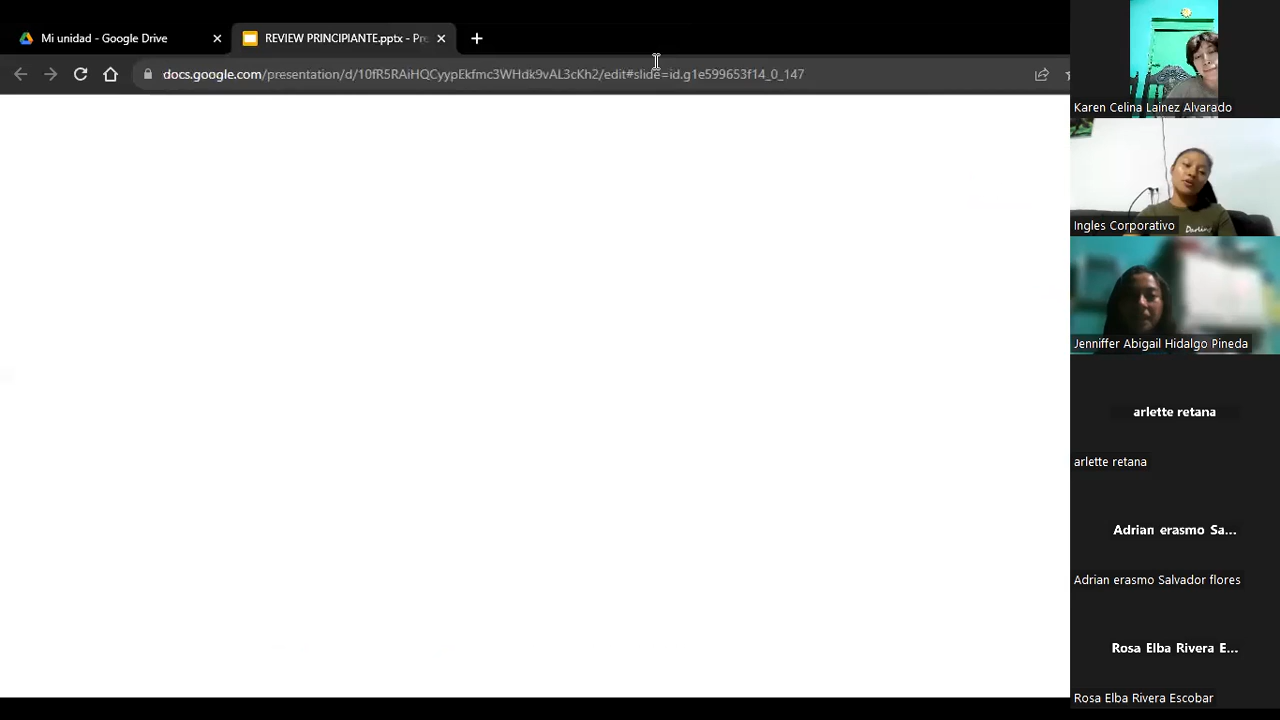 Mi unidad - Google Drive
REVIEW PRINCIPIANTE.pptx - Pre
docs.google.com/presentation/d/10fR5RAiHQCyypEkfmc3WHdk9vAL3cKh2/edit#slide=id.g1e599653f14_0_147
Karen Celina Lainez Alvarado
Darling
Ingles Corporativo
Jenniffer Abigail Hidalgo Pineda
arlette retana
arlette retana
Adrian erasmo Sa...
Adrian erasmo Salvador flores
Rosa Elba Rivera E...
Rosa Elba Rivera Escobar